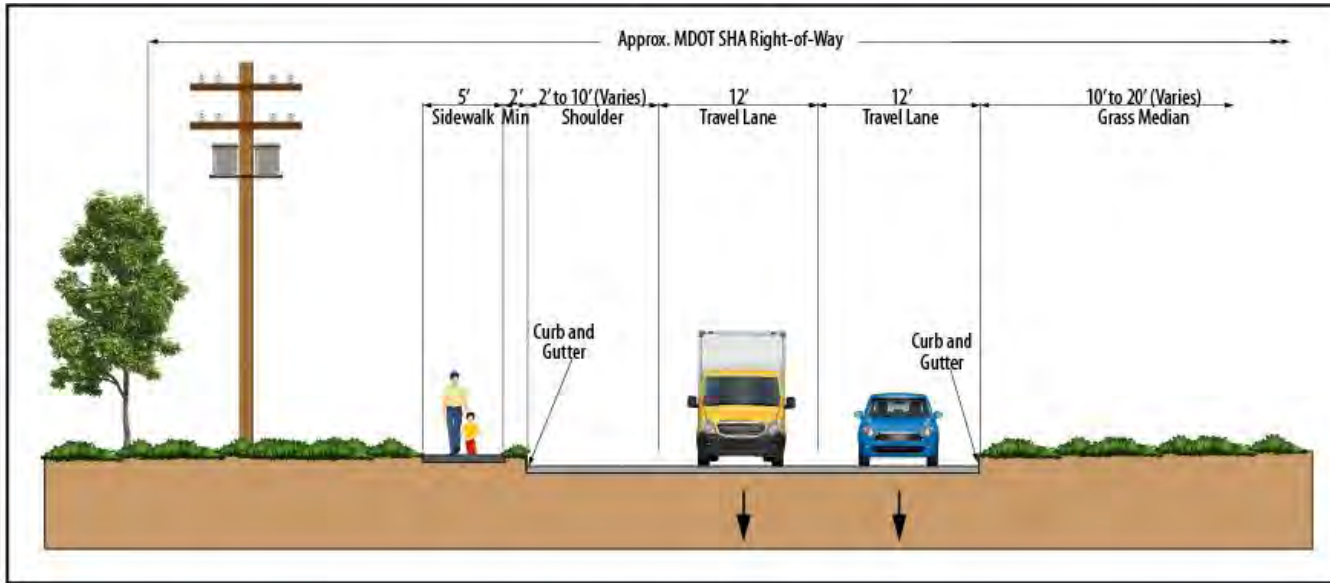 Approx. MDOT SHA Right-of-Way
5' 2' 2' to 10' (Varies) 12' 12' 10' to 20' (Varies)
Sidewalk Min Shoulder Travel Lane Travel Lane Grass Median
Curb and
Gutter
Curb and
Gutter